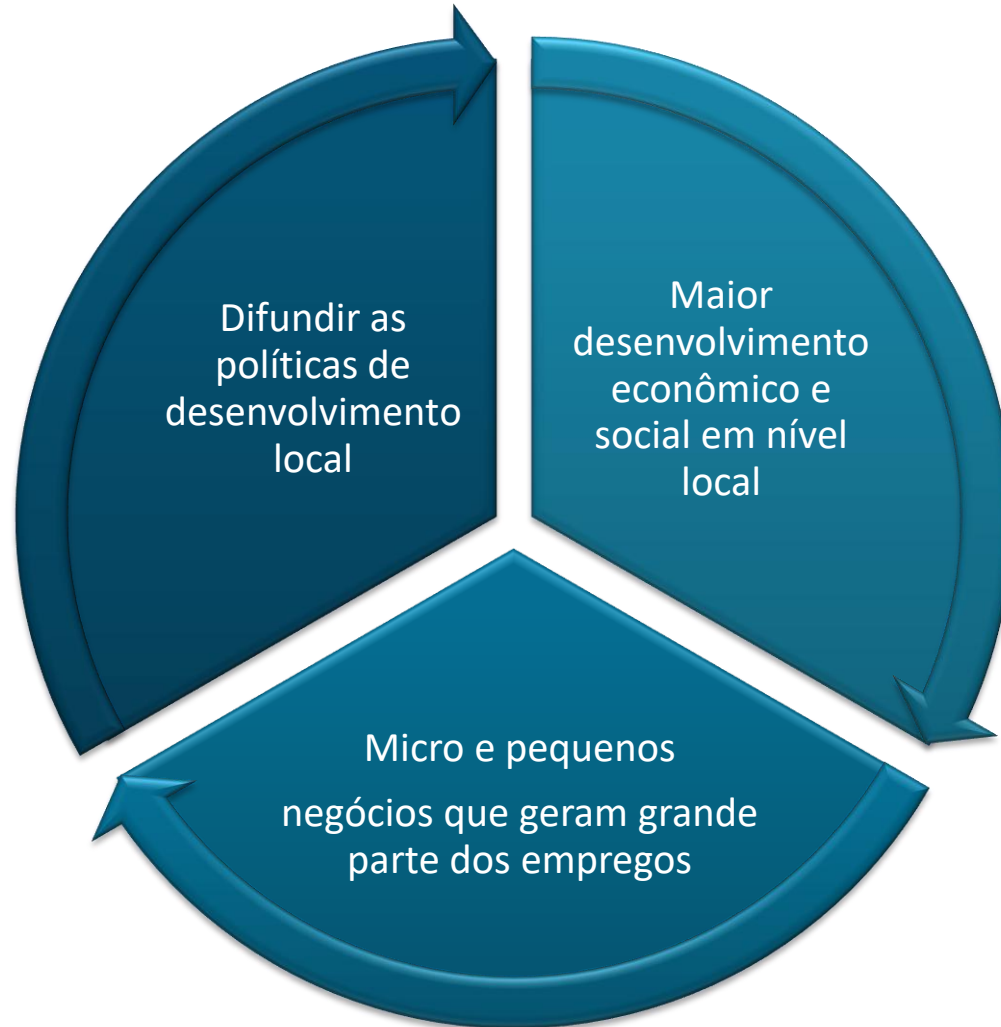 Difundir as
políticas de
desenvolvimento
local
Maior
desenvolvimento
econômico e
social em nível
local
Micro e pequenos
negócios que geram grande
parte dos empregos